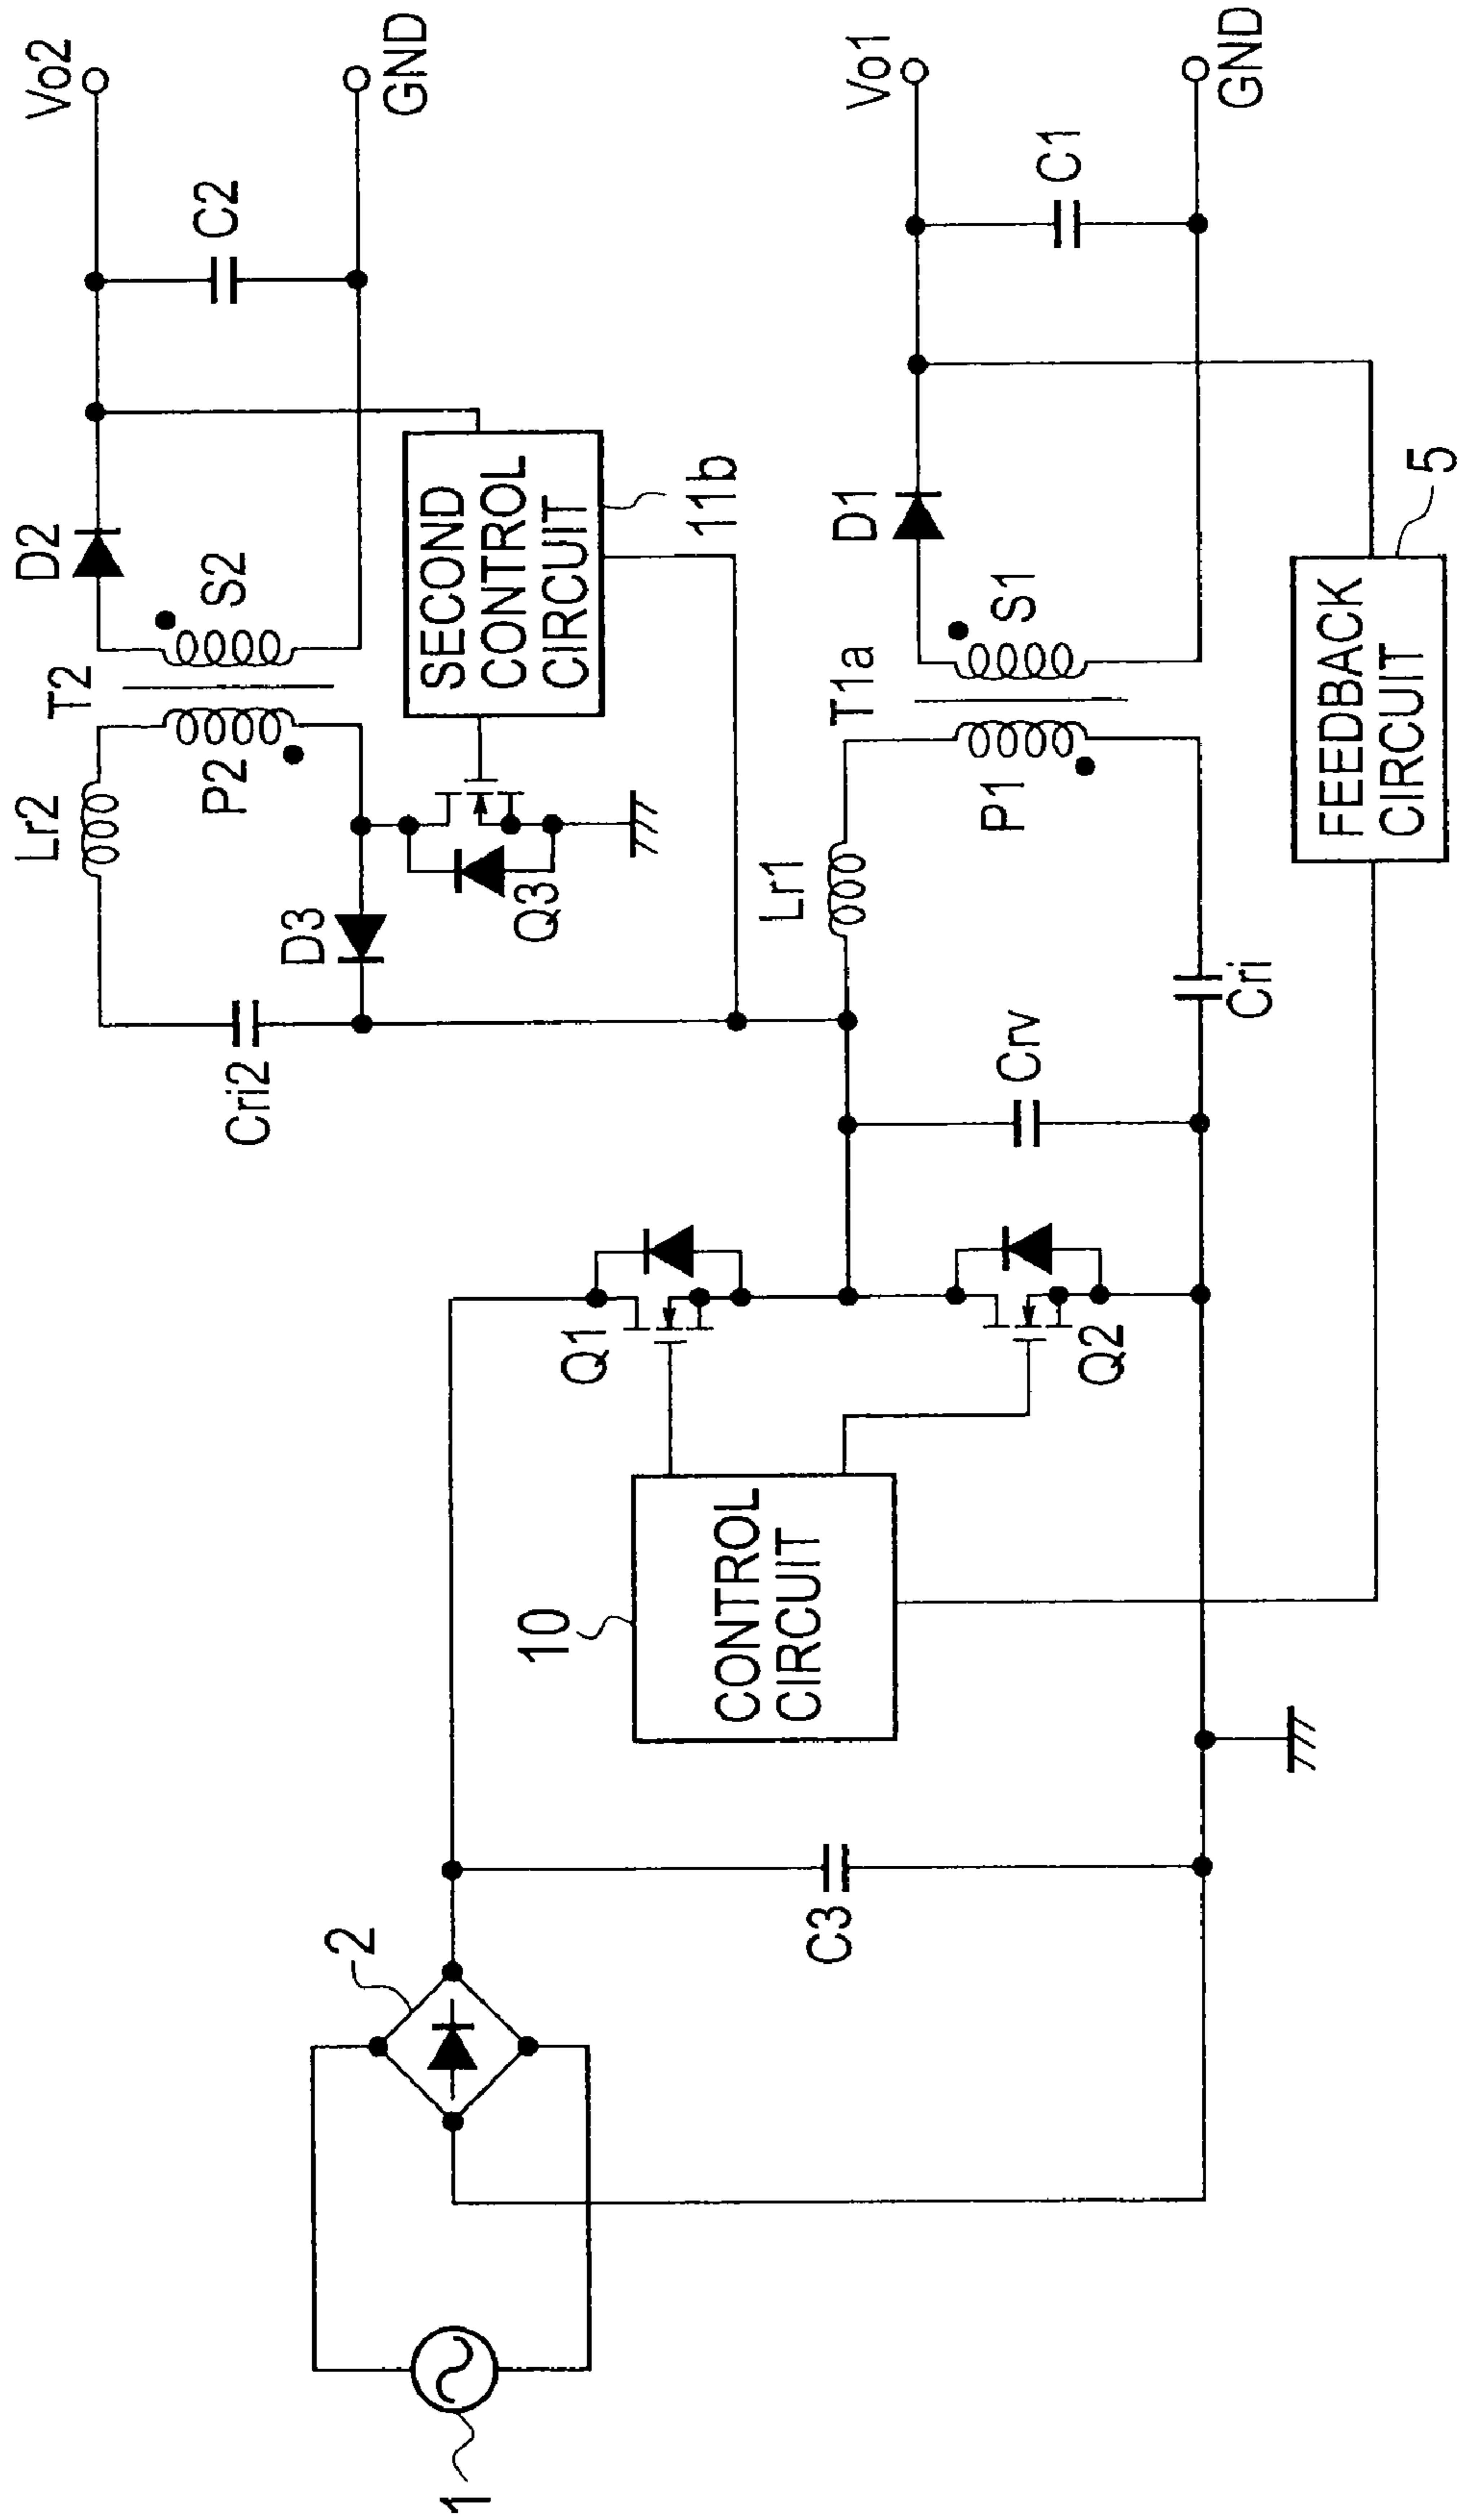 Vo2
GND
C2
D2
T2
S2
P2
Lr2
SECOND
CONTROL
CIRCUIT
11b
Q3
D3
Cri2
Vo1
GND
C1
D1
T1a
S1
P1
Lr1
Crv
Cri
FEEDBACK
CIRCUIT
5
Q1
Q2
CONTROL
CIRCUIT
10
C3
2
1